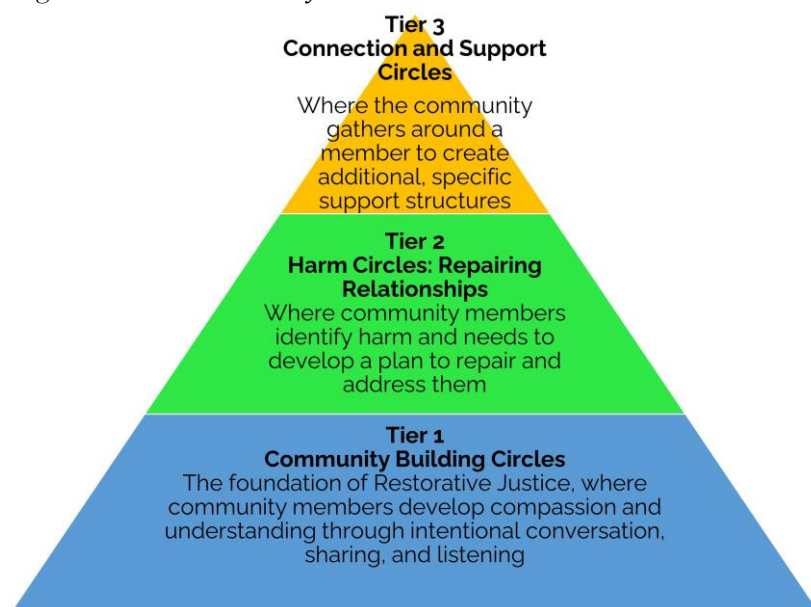 Tier 3
Connection and Support
Circles
Where the community
gathers around a
member to create
additional, specific
support structures
Tier 2
Harm Circles: Repairing
Relationships
Where community members
identify harm and needs to
develop a plan to repair and
address them
Tier 1
Community Building Circles
The foundation of Restorative Justice, where
community members develop compassion and
understanding through intentional conversation,
sharing, and listening